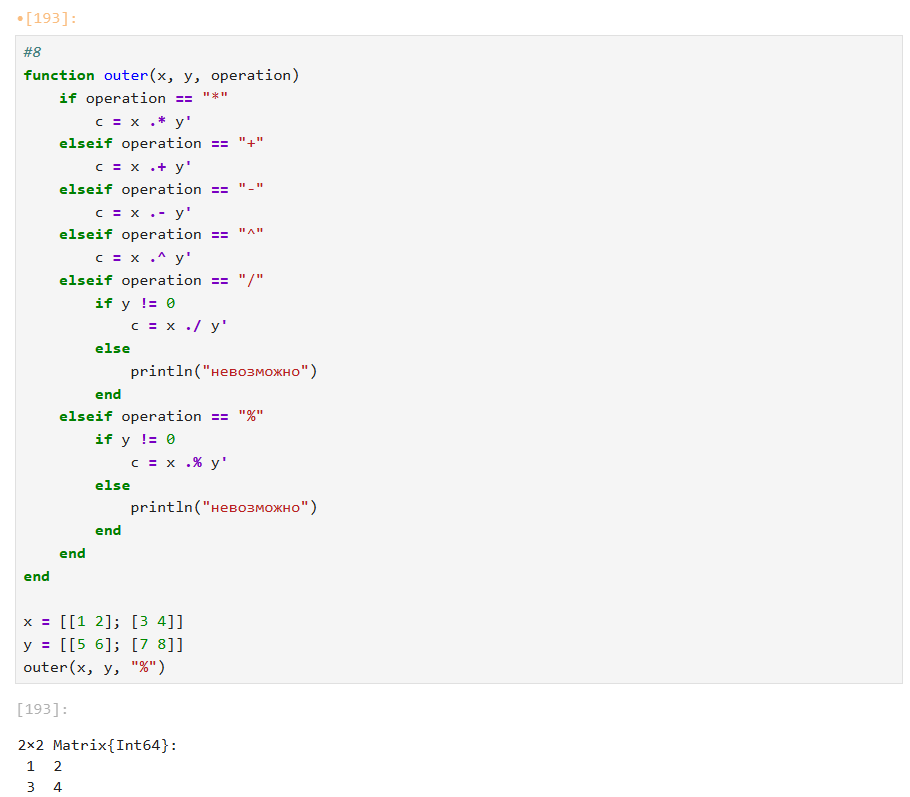 •[193]:
#8
function outer(x, y, operation)
    if operation == "*"
        c = x .* y'
    elseif operation == "+"
        c = x .+ y'
    elseif operation == "-"
        c = x .- y'
    elseif operation == "^"
        c = x .^ y'
    elseif operation == "/"
        if y != 0
            c = x ./ y'
        else
            println("невозможно")
        end
    elseif operation == "%"
        if y != 0
            c = x .% y'
        else
            println("невозможно")
        end
    end
end

x = [[1 2]; [3 4]]
y = [[5 6]; [7 8]]
outer(x, y, "%")
[193]:
2×2 Matrix{Int64}:
 1  2
 3  4